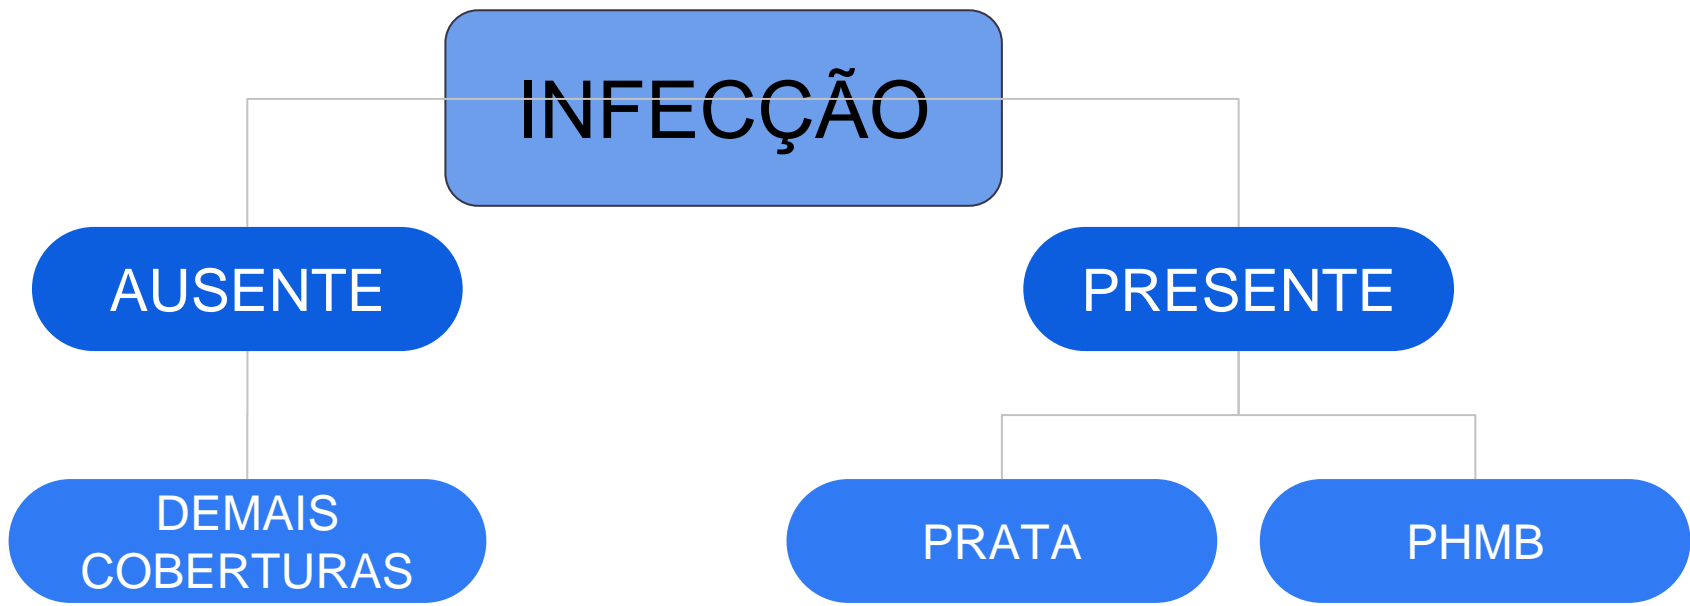 INFECÇÃO
AUSENTE
PRESENTE
DEMAIS
COBERTURAS
PRATA
PHMB